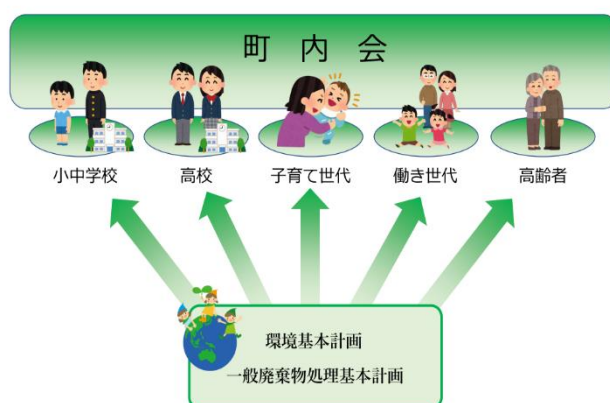 町 内 会
小中学校
高校
子育て世代
働き世代
高齢者
環境基本計画
一般廃棄物処理基本計画